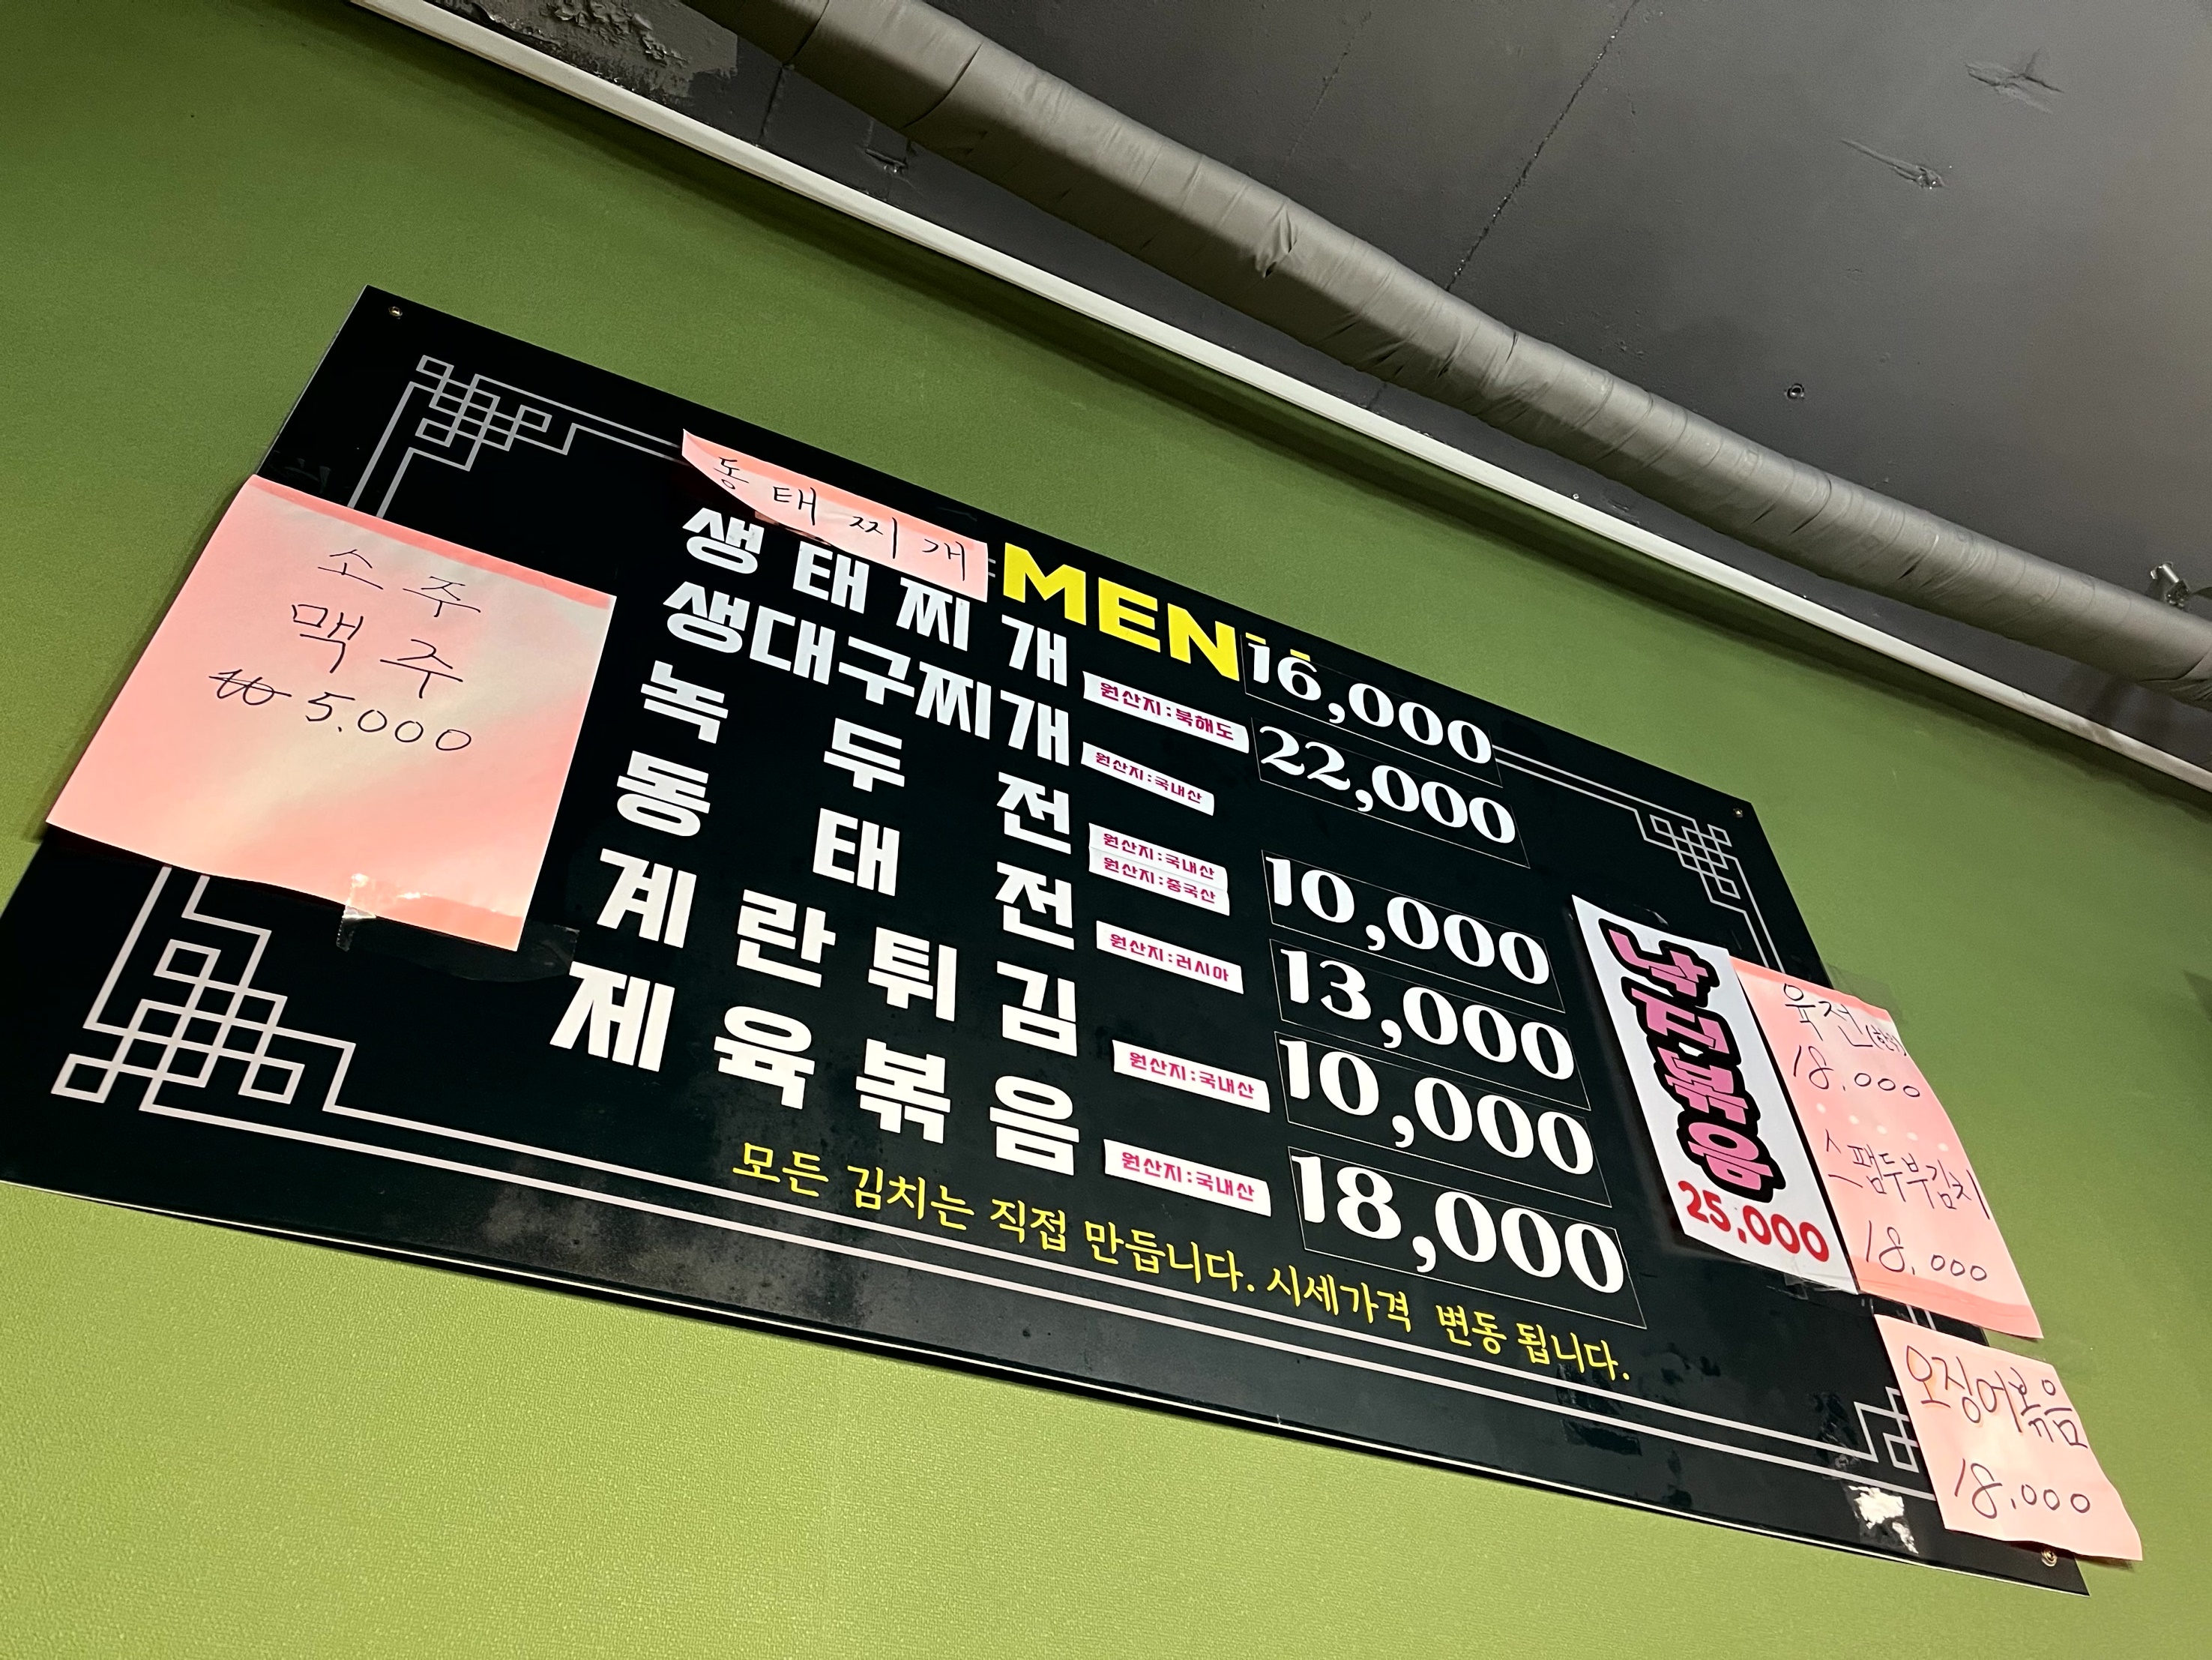 동태찌개
MEN
생태찌개 원산지:북해도 16,000
생대구찌개 원산지:국내산 22,000
녹두전 원산지:국내산 원산지:중국산 10,000
동태전 원산지:러시아 13,000
계란튀김 원산지:국내산 10,000
제육볶음 원산지:국내산 18,000
모든 김치는 직접 만듭니다. 시세가격 변동 됩니다.
소주
맥주
₩5.000
낙지볶음
25,000
육전
18.000
스팸두부김치
18.000
오징어볶음
18.000